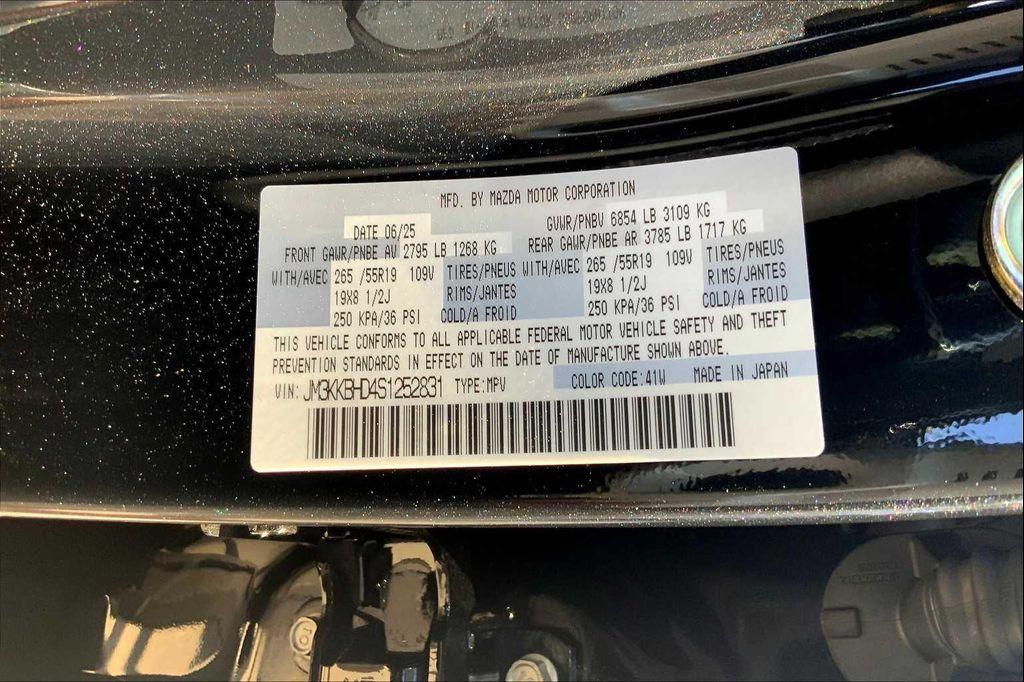 MFD. BY MAZDA MOTOR CORPORATION
DATE 06/25 GVWR/PNBV 6854 LB 3109 KG
FRONT GAWR/PNBE AV 2795 LB 1268 KG REAR GAWR/PNBE AR 3785 LB 1717 KG
WITH/AVEC 265 /55R19 109V TIRES/PNEUS WITH/AVEC 265 /55R19 109V TIRES/PNEUS
19X8 1/2J RIMS/JANTES 19X8 1/2J RIMS/JANTES
250 KPA/36 PSI COLD/A FROID 250 KPA/36 PSI COLD/A FROID
THIS VEHICLE CONFORMS TO ALL APPLICABLE FEDERAL MOTOR VEHICLE SAFETY AND THEFT
PREVENTION STANDARDS IN EFFECT ON THE DATE OF MANUFACTURE SHOWN ABOVE.
VIN: JM3KKBHD4S1252831 TYPE:MPV COLOR CODE:41W MADE IN JAPAN